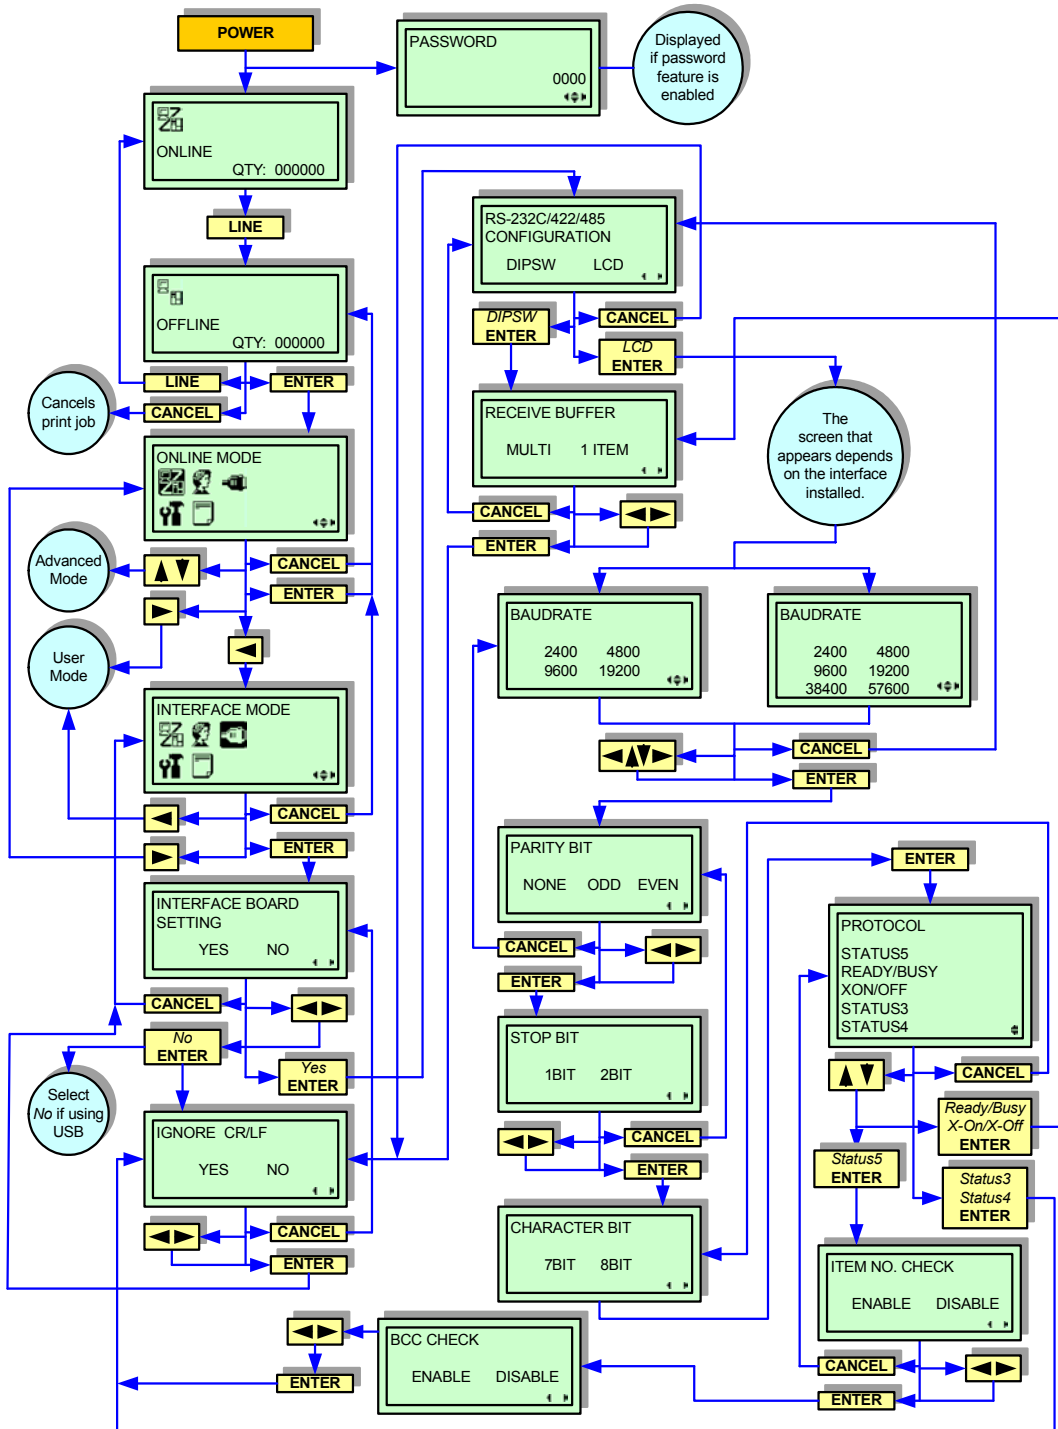 POWER
PASSWORD
0000
Displayed
if password
feature is
enabled
ONLINE
QTY: 000000
LINE
OFFLINE
QTY: 000000
LINE
ENTER
CANCEL
Cancels
print job
ONLINE MODE
CANCEL
ENTER
Advanced
Mode
User
Mode
INTERFACE MODE
CANCEL
ENTER
INTERFACE BOARD
SETTING
YES NO
CANCEL
No
ENTER
Yes
ENTER
Select
No if using
USB
IGNORE CR/LF
YES NO
CANCEL
ENTER
RS-232C/422/485
CONFIGURATION
DIPSW LCD
DIPSW
ENTER
CANCEL
LCD
ENTER
RECEIVE BUFFER
MULTI 1 ITEM
CANCEL
ENTER
The
screen that
appears depends
on the interface
installed.
BAUDRATE
2400 4800
9600 19200
BAUDRATE
2400 4800
9600 19200
38400 57600
CANCEL
ENTER
PARITY BIT
NONE ODD EVEN
CANCEL
ENTER
STOP BIT
1BIT 2BIT
CANCEL
ENTER
CHARACTER BIT
7BIT 8BIT
ENTER
PROTOCOL
STATUS5
READY/BUSY
XON/OFF
STATUS3
STATUS4
CANCEL
Ready/Busy
X-On/X-Off
ENTER
Status5
ENTER
Status3
Status4
ENTER
ITEM NO. CHECK
ENABLE DISABLE
CANCEL
ENTER
BCC CHECK
ENABLE DISABLE
ENTER